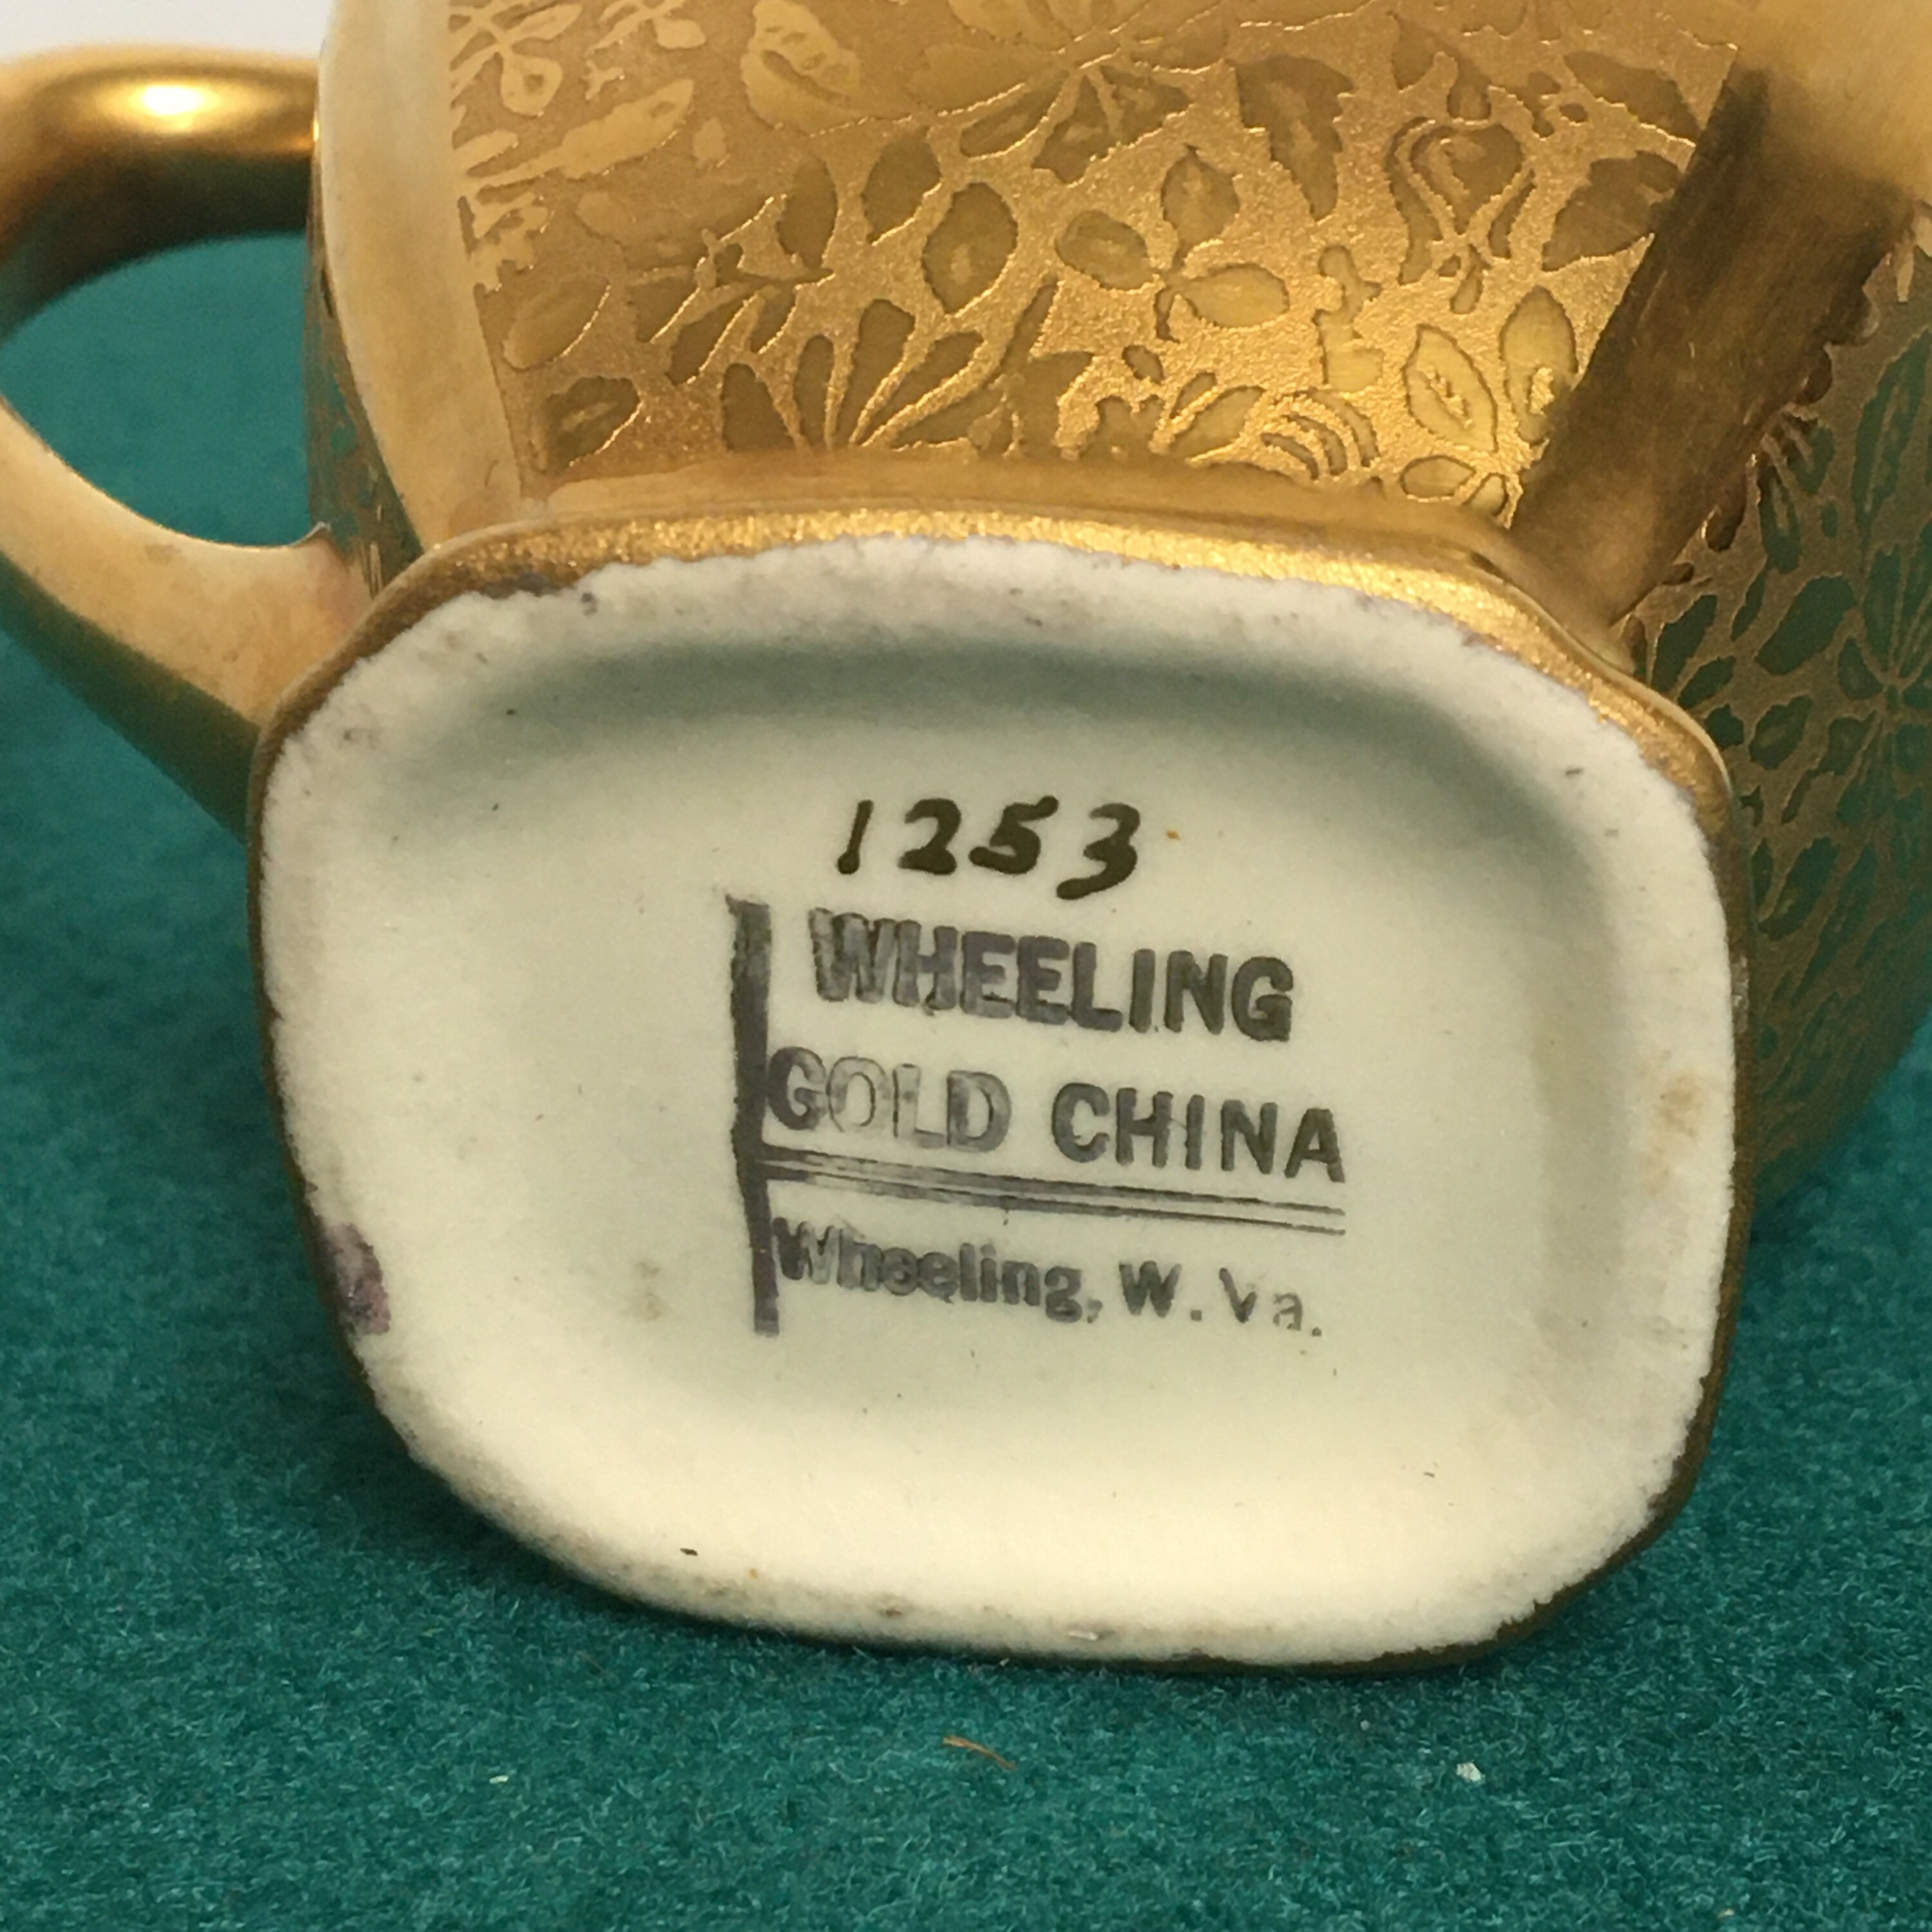 1253
WHEELING
GOLD CHINA
Wheeling, W. Va.